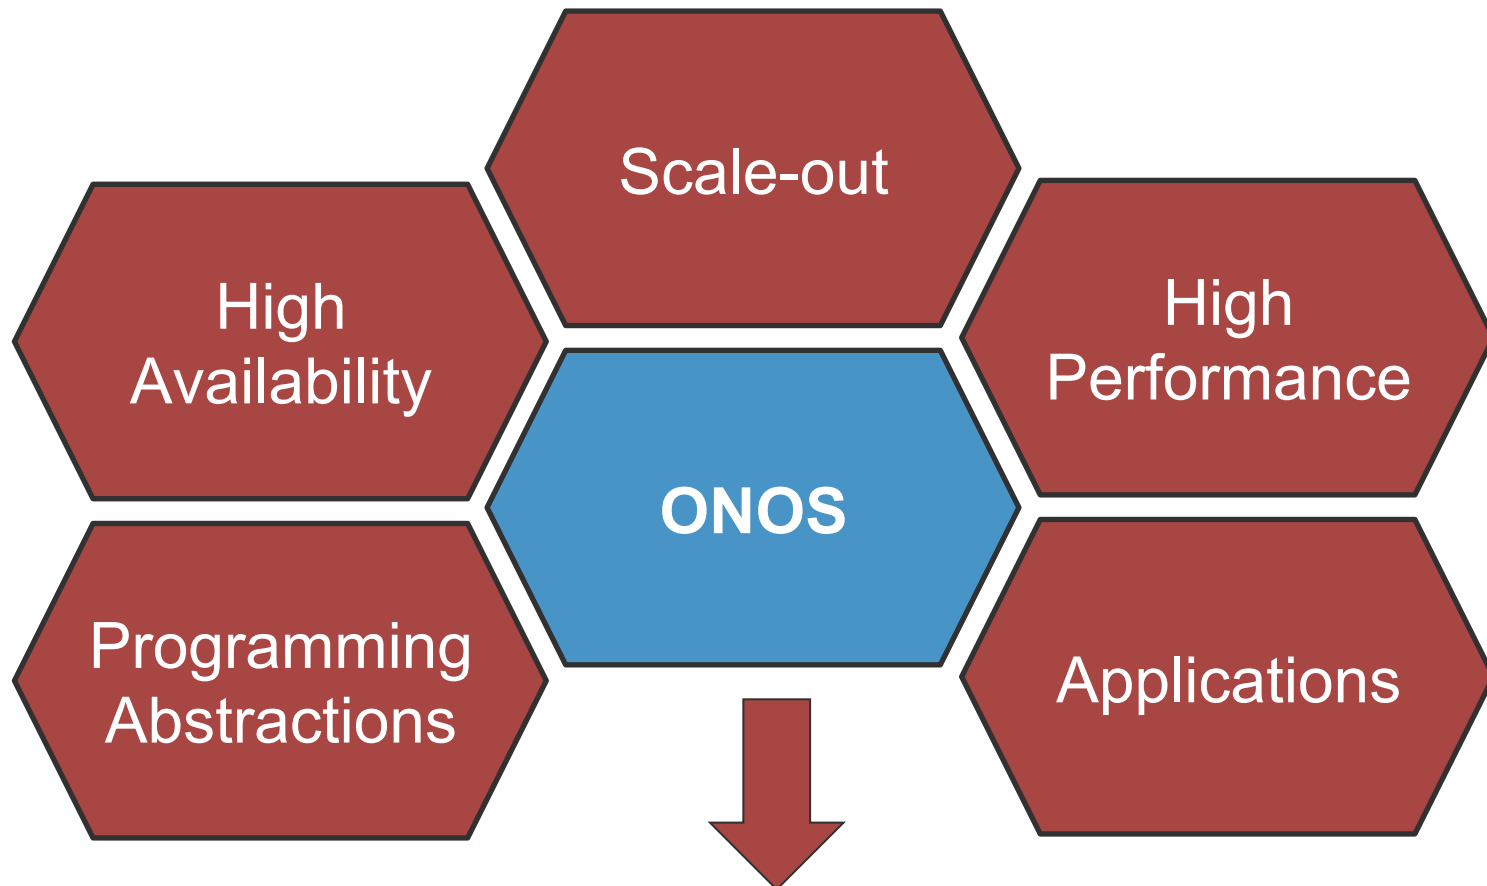 Scale-out
High
Availability
High
Performance
ONOS
Programming
Abstractions
Applications